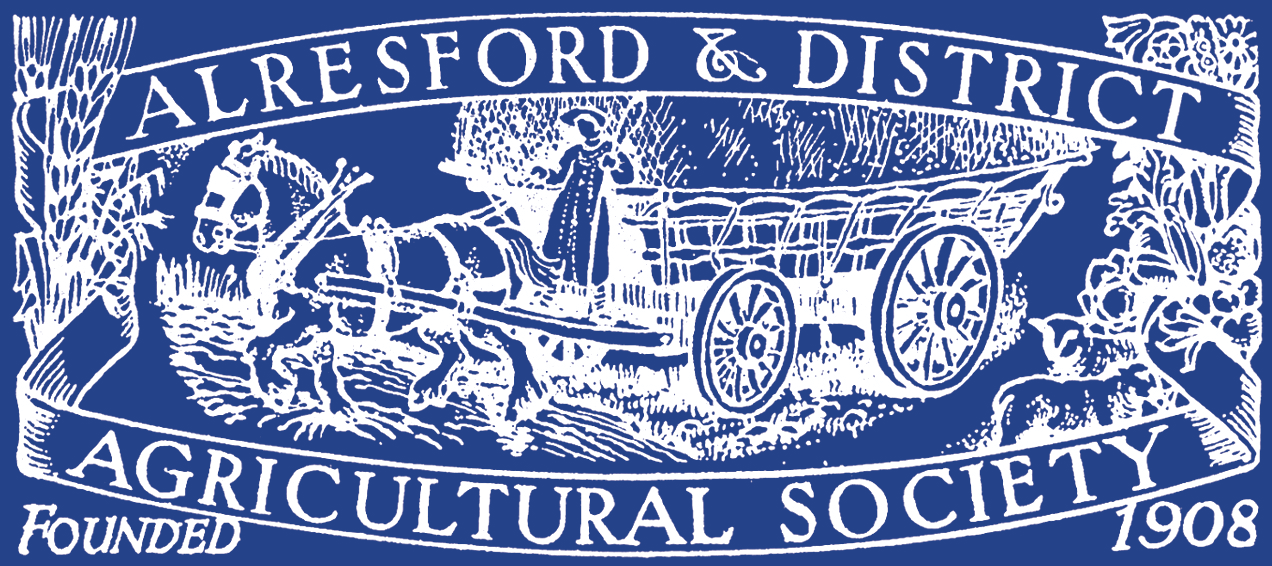 ALRESFORD & DISTRICT
AGRICULTURAL SOCIETY
FOUNDED 1908